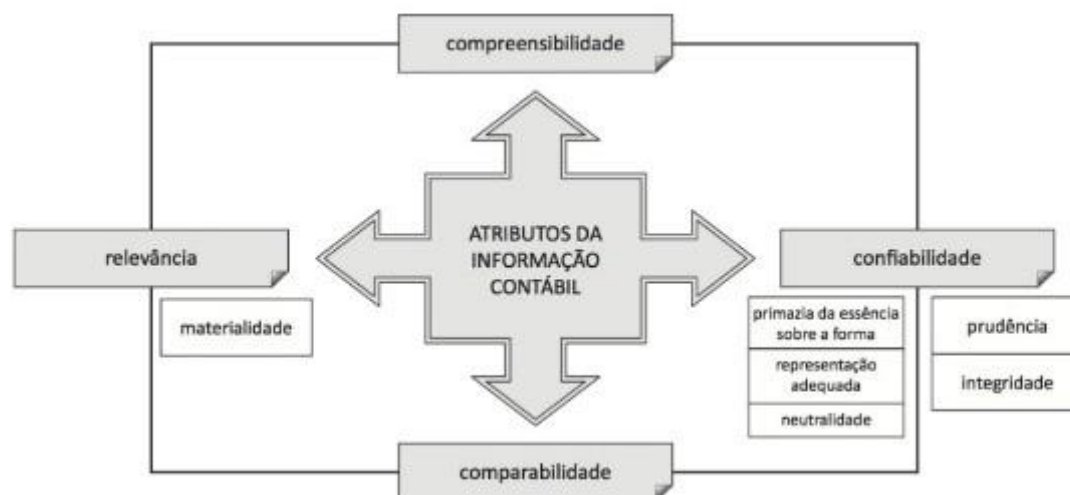 compreensibilidade
ATRIBUTOS DA
INFORMAÇÃO
CONTÁBIL
relevância
materialidade
confiabilidade
primazia da essência
sobre a forma
representação
adequada
neutralidade
prudência
integridade
comparabilidade